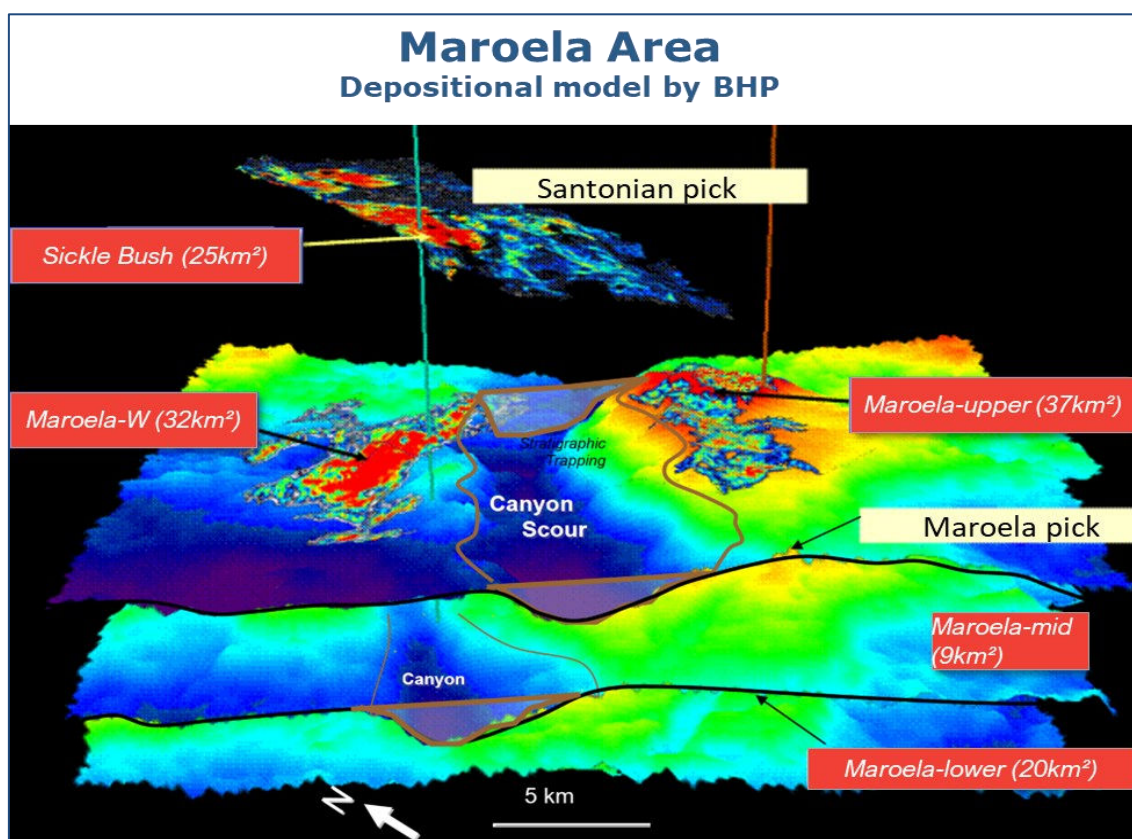 Maroela Area
Depositional model by BHP
Santonian pick
Sickle Bush (25km²)
Maroela-W (32km²)
Maroela-upper (37km²)
Stratigraphic
Trapping
Canyon
Scour
Maroela pick
Maroela-mid
(9km²)
Canyon
Maroela-lower (20km²)
5 km
N